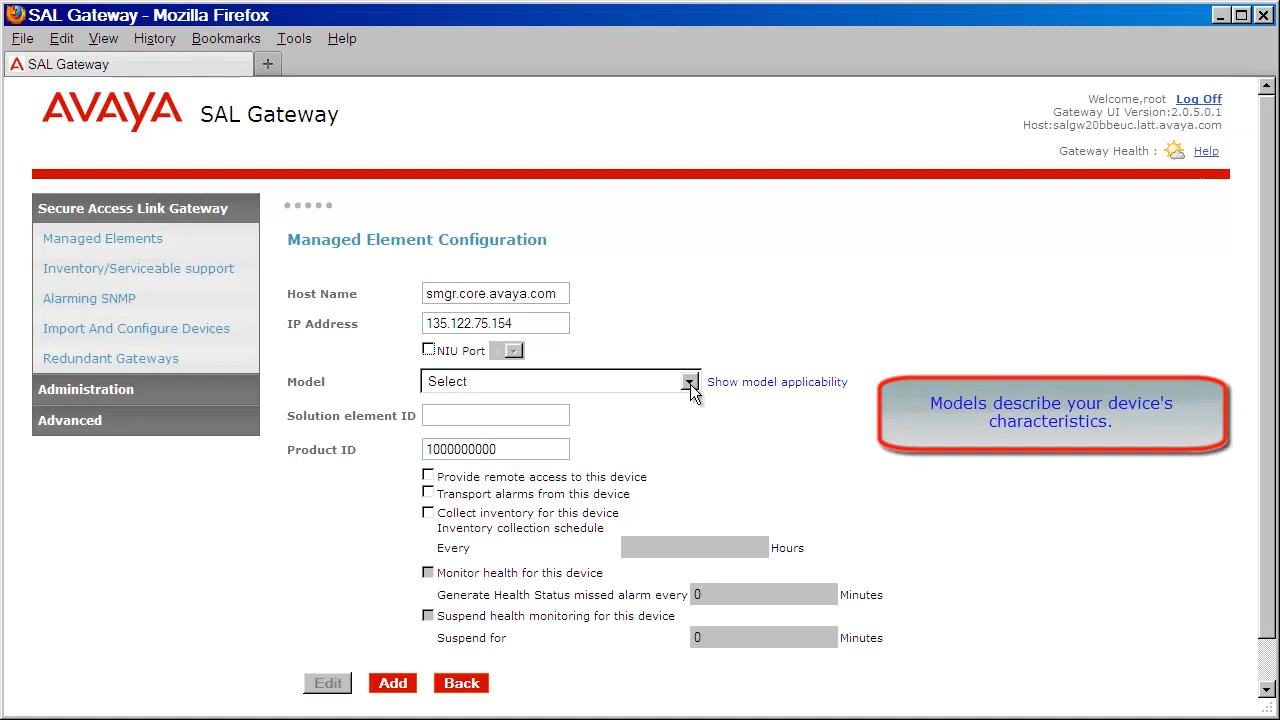 SAL Gateway - Mozilla Firefox
File Edit View History Bookmarks Tools Help
SAL Gateway
AVAYA SAL Gateway
Welcome,root Log Off
Gateway UI Version:2.0.5.0.1
Host:salgw20bbeuc.latt.avaya.com
Gateway Health : Help
Secure Access Link Gateway
Managed Elements
Inventory/Serviceable support
Alarming SNMP
Import And Configure Devices
Redundant Gateways
Administration
Advanced
Managed Element Configuration
Host Name smgr.core.avaya.com
IP Address 135.122.75.154
NIU Port
Model Select Show model applicability
Models describe your device's
characteristics.
Solution element ID
Product ID 1000000000
Provide remote access to this device
Transport alarms from this device
Collect inventory for this device
Inventory collection schedule
Every Hours
Monitor health for this device
Generate Health Status missed alarm every 0 Minutes
Suspend health monitoring for this device
Suspend for 0 Minutes
Edit Add Back